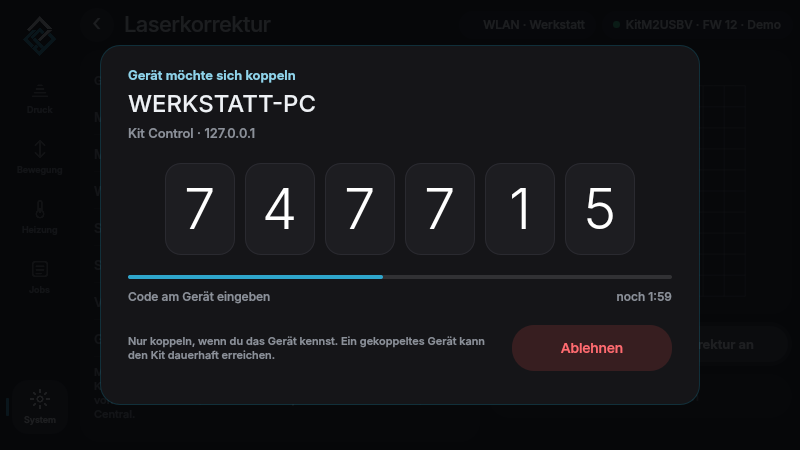 Laserkorrektur
WLAN · Werkstatt
KitM2USBV · FW 12 · Demo
Gerät möchte sich koppeln
WERKSTATT-PC
Kit Control · 127.0.0.1
Druck
Bewegung
Heizung
Jobs
System
7 4 7 7 1 5
Code am Gerät eingeben
noch 1:59
Nur koppeln, wenn du das Gerät kennst. Ein gekoppeltes Gerät kann
den Kit dauerhaft erreichen.
Ablehnen
rektur an
Central.